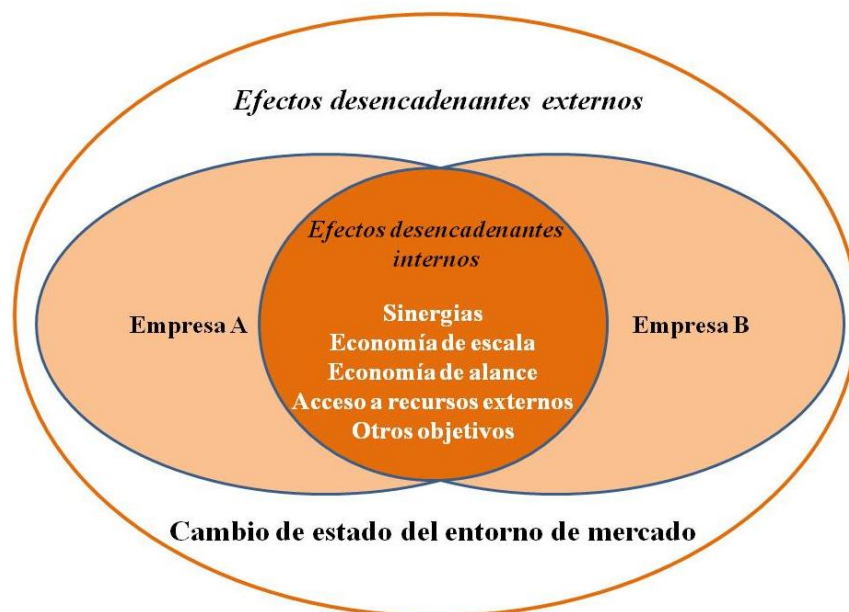 Efectos desencadenantes externos
Efectos desencadenantes
internos
Empresa A
Sinergias
Economía de escala
Economía de alance
Acceso a recursos externos
Otros objetivos
Empresa B
Cambio de estado del entorno de mercado